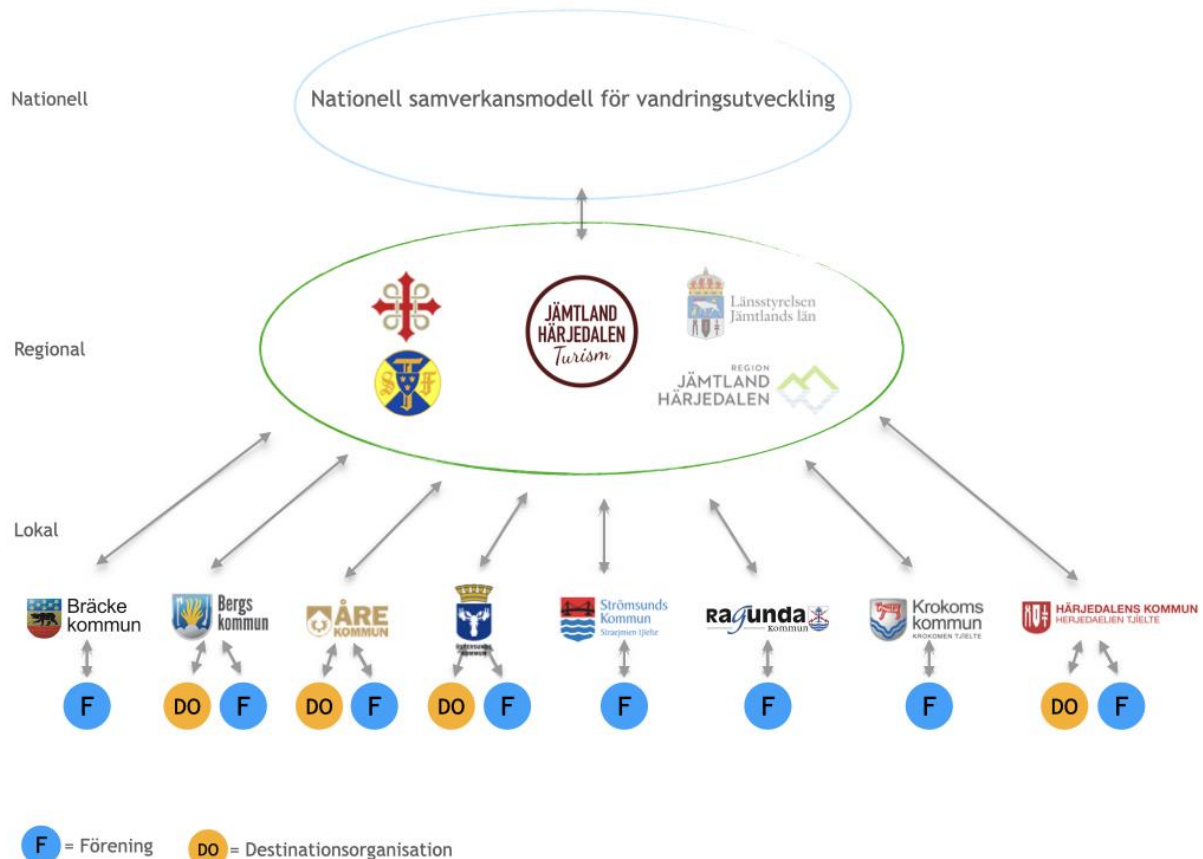 Nationell
Nationell samverkansmodell för vandringsutveckling
Regional
JÄMTLAND
HÄRJEDALEN
Turism
Länsstyrelsen
Jämtlands län
S T F
J
REGION
JÄMTLAND
HÄRJEDALEN
Lokal
Bräcke
kommun
Bergs
kommun
ÅRE
KOMMUN
ÖSTERSUNDS
KOMMUN
Strömsunds
Kommun
Straejmien tjïelte
Ragunda
Kommun
Krokoms
kommun
KROKOMEN TJÏELTE
HÄRJEDALENS KOMMUN
HERJEDAELIEN TJÏELTE
F
DO F
DO F
DO F
F
F
F
DO F
F = Förening
DO = Destinationsorganisation